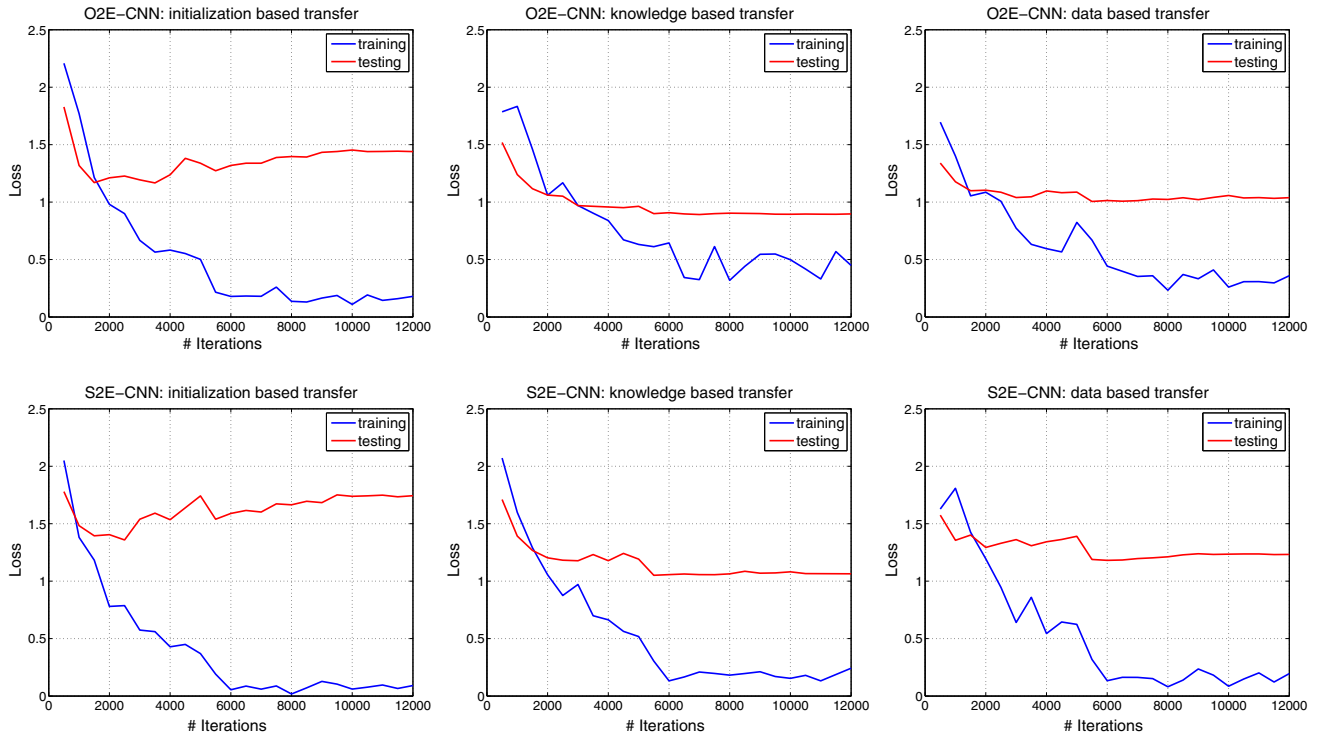 O2E−CNN: initialization based transfer
2.5
2
1.5
1
0.5
0
Loss
training
testing
0 2000 4000 6000 8000 10000 12000
# Iterations
O2E−CNN: knowledge based transfer
2.5
2
1.5
1
0.5
0
Loss
training
testing
0 2000 4000 6000 8000 10000 12000
# Iterations
O2E−CNN: data based transfer
2.5
2
1.5
1
0.5
0
Loss
training
testing
0 2000 4000 6000 8000 10000 12000
# Iterations
S2E−CNN: initialization based transfer
2.5
2
1.5
1
0.5
0
Loss
training
testing
0 2000 4000 6000 8000 10000 12000
# Iterations
S2E−CNN: knowledge based transfer
2.5
2
1.5
1
0.5
0
Loss
training
testing
0 2000 4000 6000 8000 10000 12000
# Iterations
S2E−CNN: data based transfer
2.5
2
1.5
1
0.5
0
Loss
training
testing
0 2000 4000 6000 8000 10000 12000
# Iterations